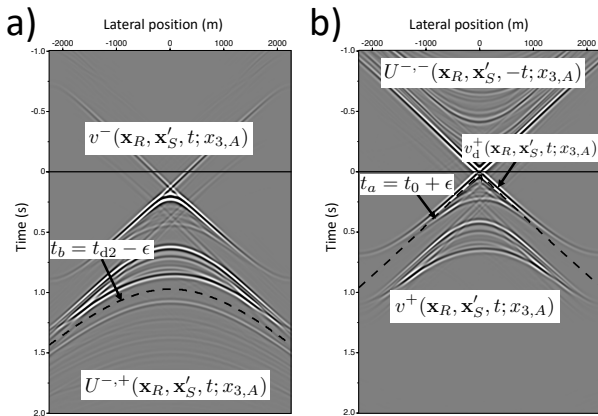 a)
Lateral position (m)
-2000 -1000 0 1000 2000
Time (s)
-1.0
-0.5
0
0.5
1.0
1.5
2.0
v⁻(x_R, x′_S, t; x_{3,A})
t_b = t_{d2} − ϵ
U^{−,+}(x_R, x′_S, t; x_{3,A})
b)
Lateral position (m)
-2000 -1000 0 1000 2000
Time (s)
-1.0
-0.5
0
0.5
1.0
1.5
2.0
U^{−,−}(x_R, x′_S, −t; x_{3,A})
v_d^+(x_R, x′_S, t; x_{3,A})
t_a = t_0 + ϵ
v⁺(x_R, x′_S, t; x_{3,A})